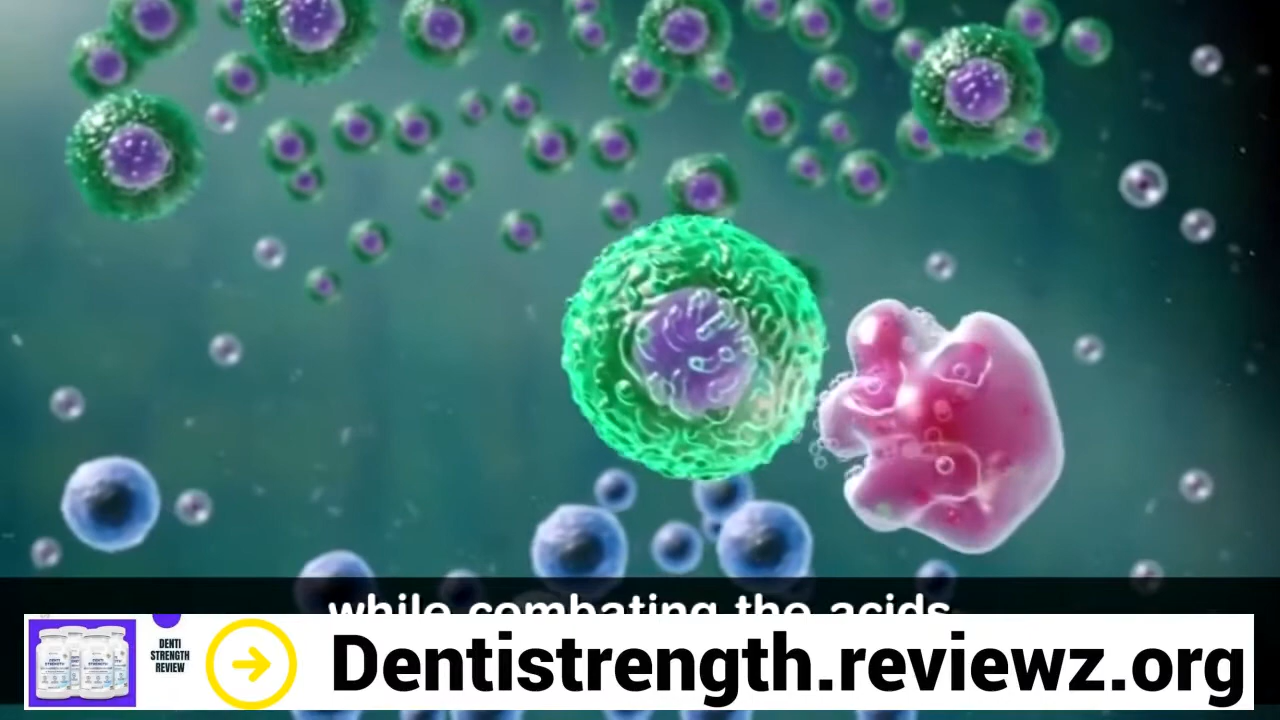 while combating the acids
DENTI
STRENGTH
REVIEW
Dentistrength.reviewz.org